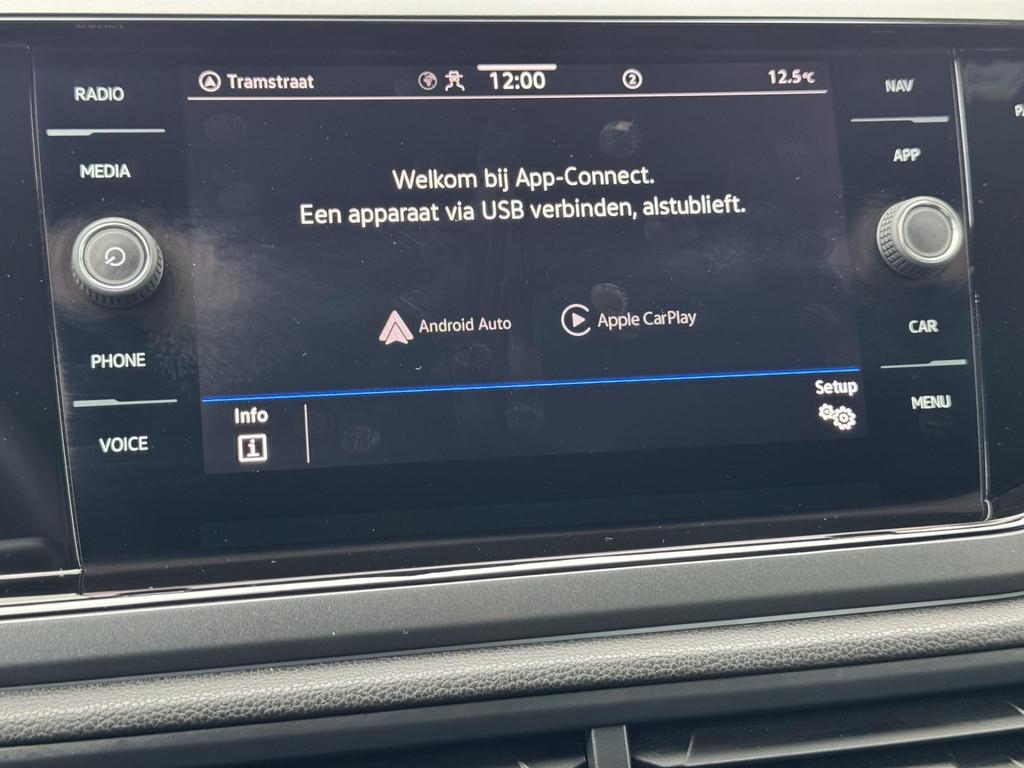 RADIO
MEDIA
PHONE
VOICE
Tramstraat
12:00
2
12.5°C
Welkom bij App-Connect.
Een apparaat via USB verbinden, alstublieft.
Android Auto
Apple CarPlay
Info
i
Setup
NAV
APP
CAR
MENU